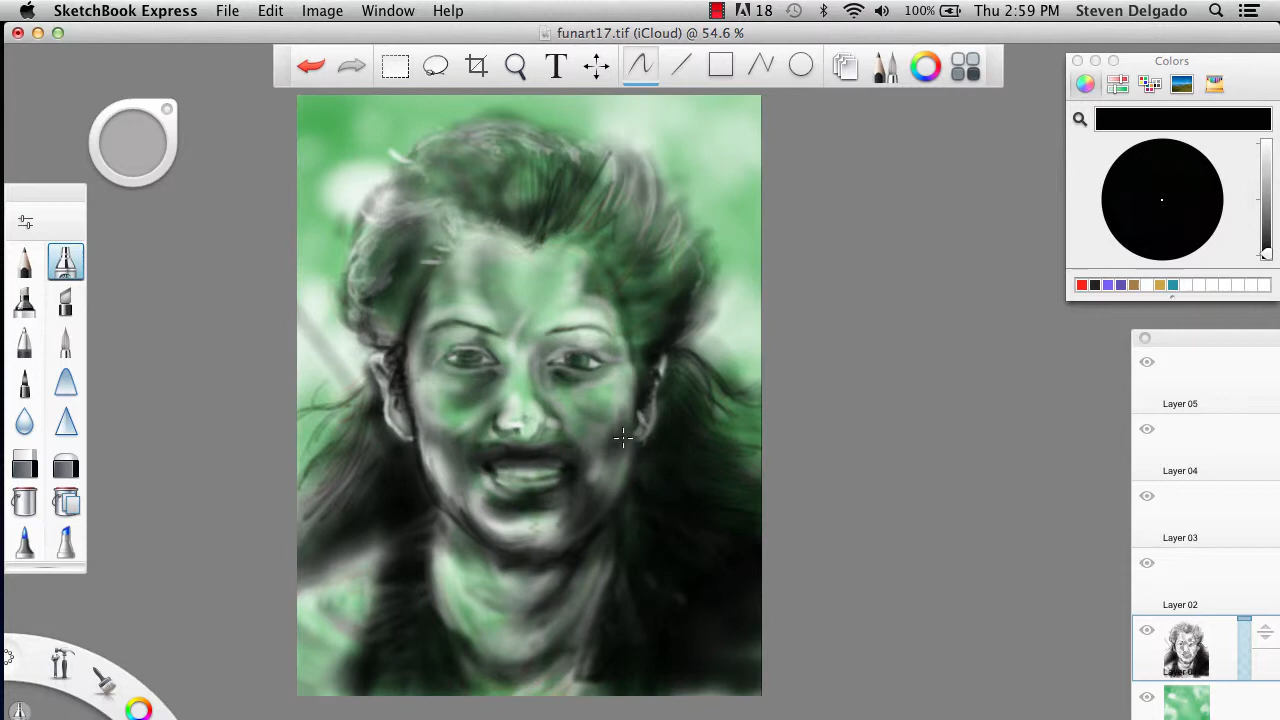 SketchBook Express File Edit Image Window Help 18 100% Thu 2:59 PM Steven Delgado
funart17.tif (iCloud) @ 54.6 %
T
Colors
Layer 05
Layer 04
Layer 03
Layer 02